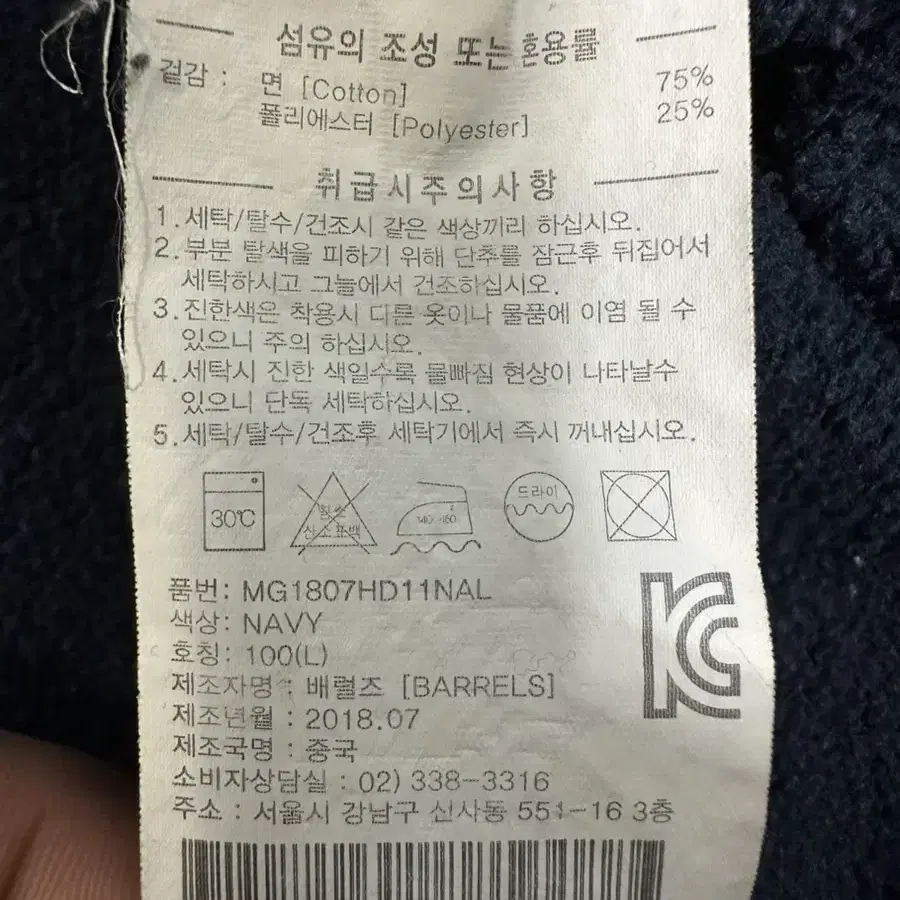 섬유의 조성 또는 혼용률
겉감 : 면 [Cotton] 75%
폴리에스터 [Polyester] 25%
취급시주의사항
1. 세탁/탈수/건조시 같은 색상끼리 하십시오.
2. 부분 탈색을 피하기 위해 단추를 잠근후 뒤집어서
세탁하시고 그늘에서 건조하십시오.
3. 진한색은 착용시 다른 옷이나 물품에 이염 될 수
있으니 주의 하십시오.
4. 세탁시 진한 색일수록 물빠짐 현상이 나타날수
있으니 단독 세탁하십시오.
5. 세탁/탈수/건조후 세탁기에서 즉시 꺼내십시오.
30℃
산소표백
140~160
드라이
품번: MG1807HD11NAL
색상: NAVY
호칭: 100(L)
제조자명 : 배럴즈 [BARRELS]
제조년월 : 2018.07
제조국명 : 중국
소비자상담실 : 02) 338-3316
주소 : 서울시 강남구 신사동 551-16 3층